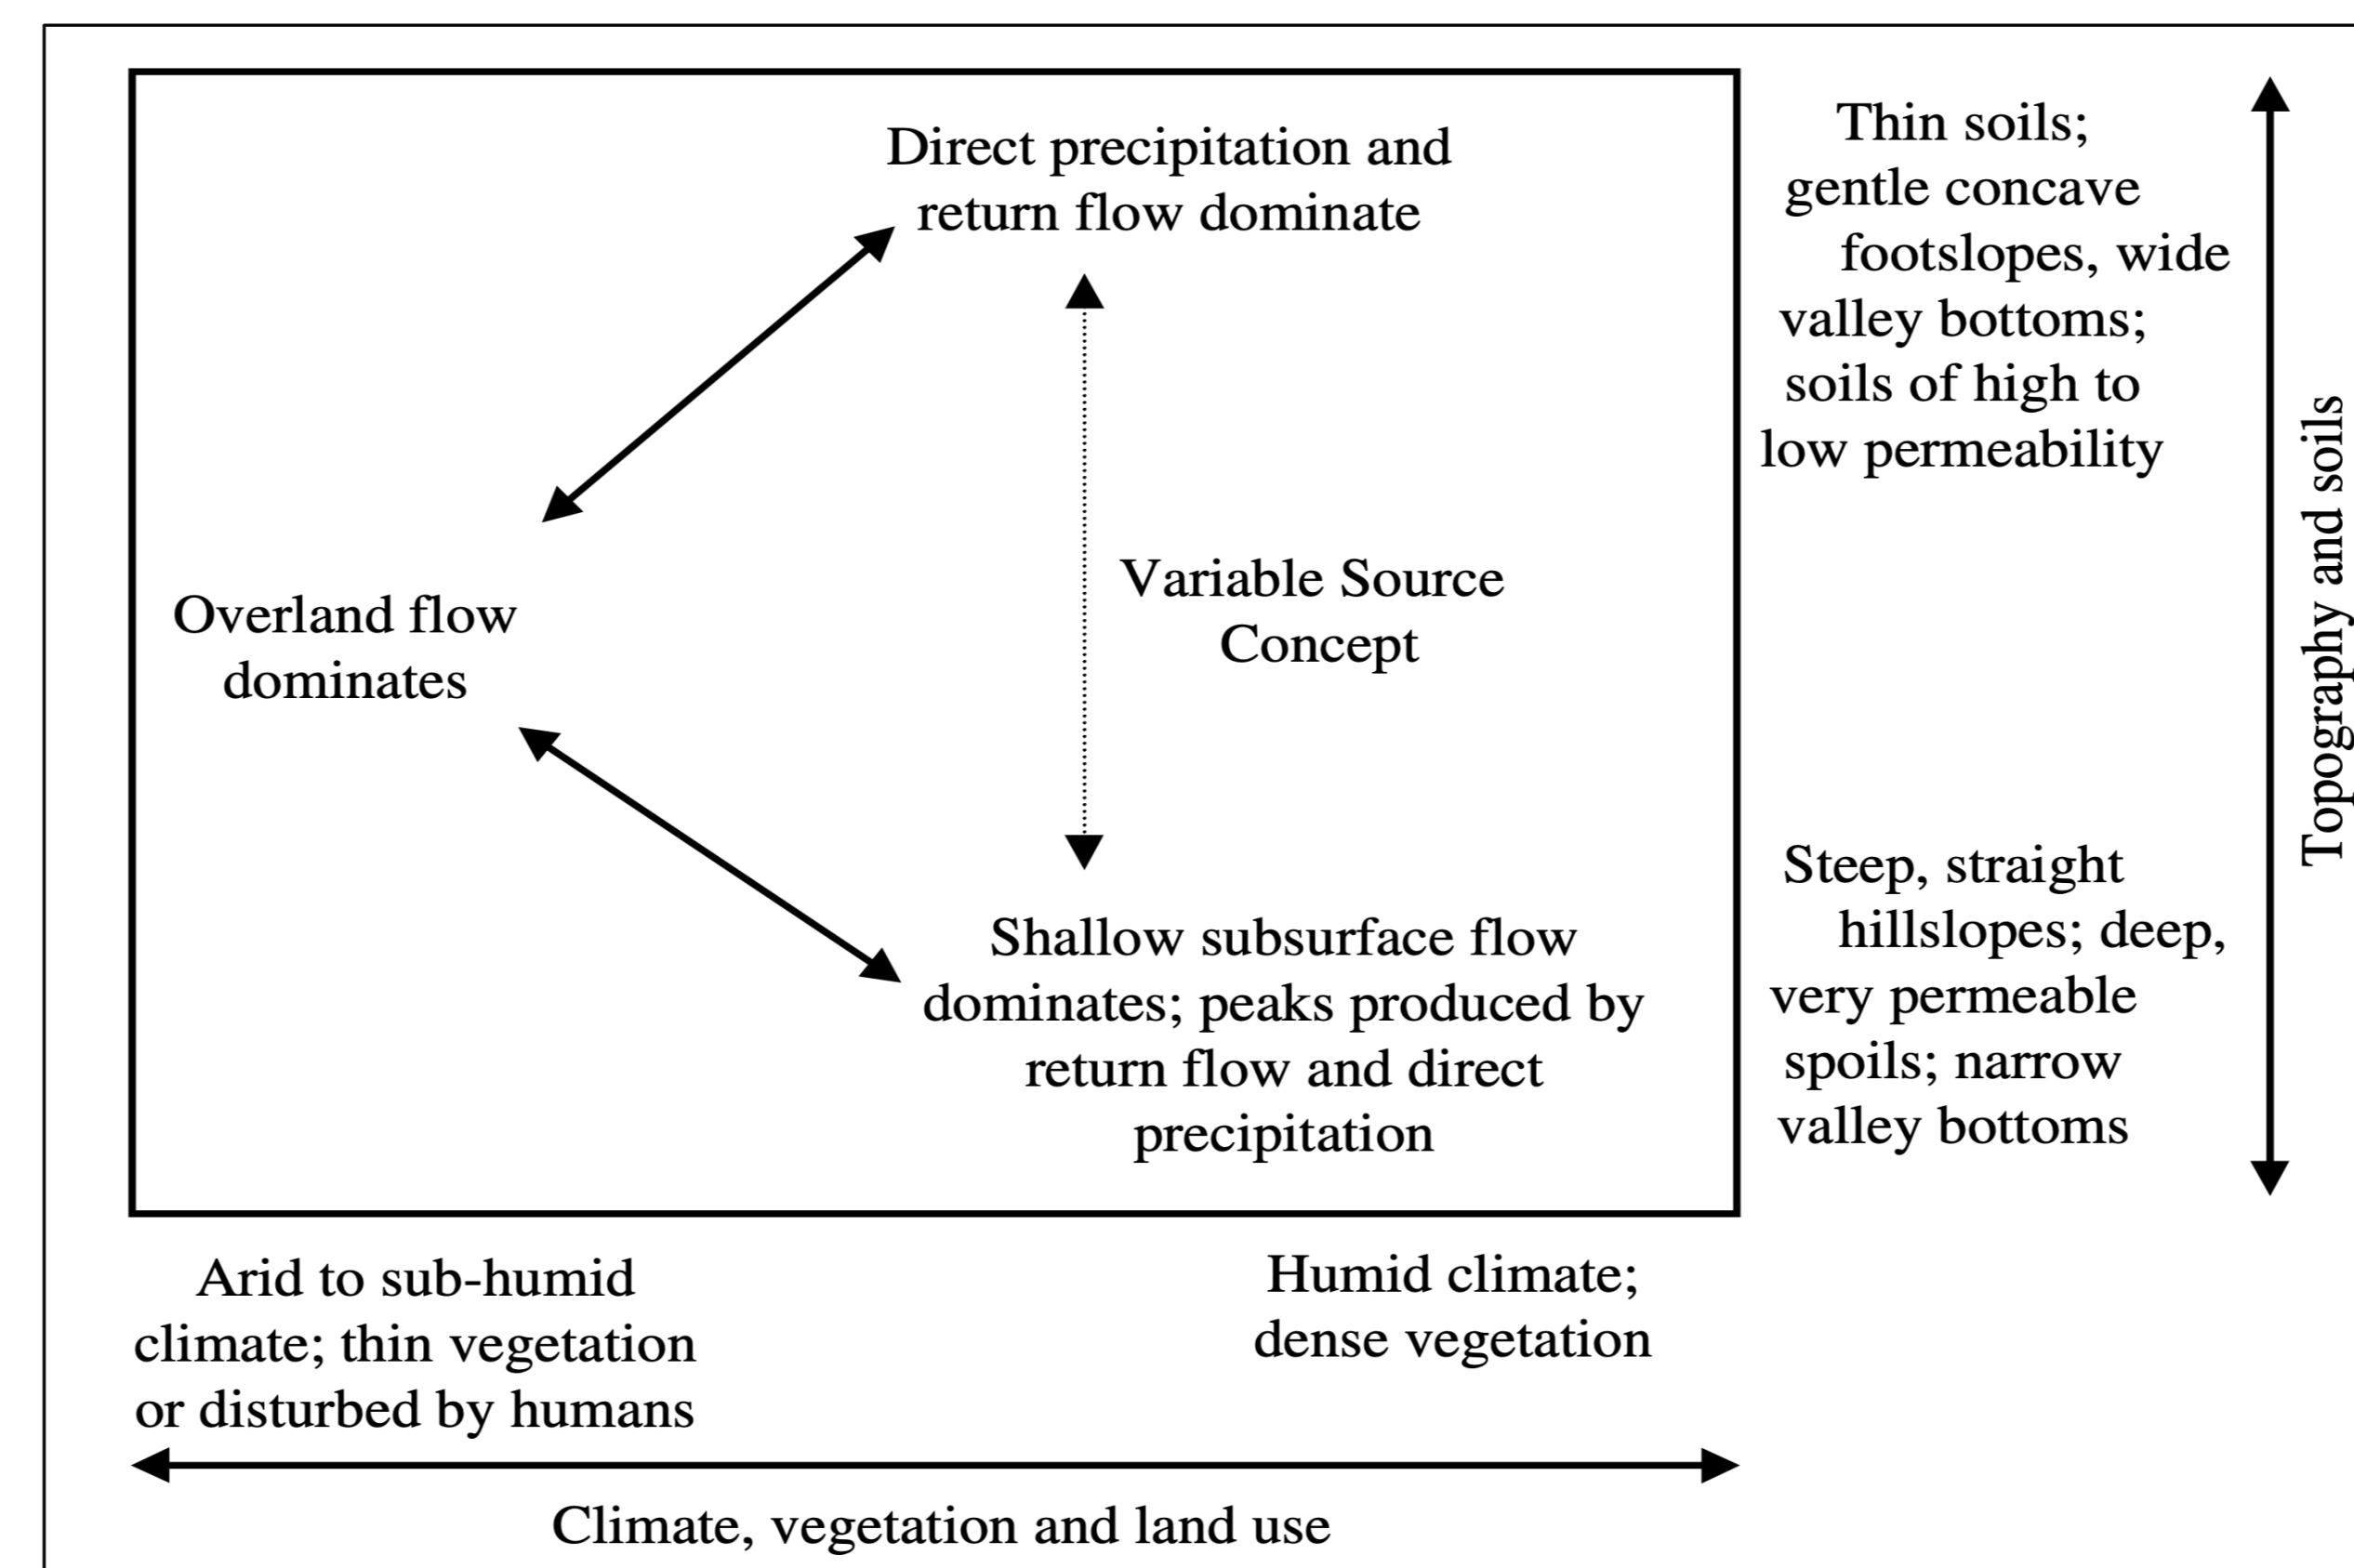 Direct precipitation and
return flow dominate
Thin soils;
gentle concave
footslopes, wide
valley bottoms;
soils of high to
low permeability
Topography and soils
Variable Source
Concept
Overland flow
dominates
Shallow subsurface flow
dominates; peaks produced by
return flow and direct
precipitation
Steep, straight
hillslopes; deep,
very permeable
spoils; narrow
valley bottoms
Arid to sub-humid
climate; thin vegetation
or disturbed by humans
Humid climate;
dense vegetation
Climate, vegetation and land use